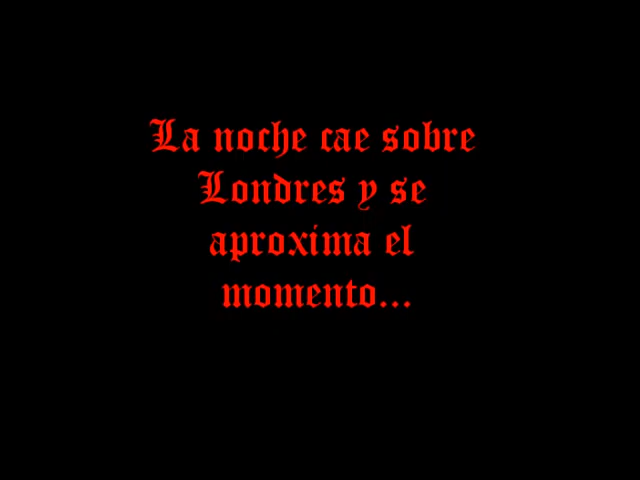 La noche cae sobre
Londres y se
aproxima el
momento...